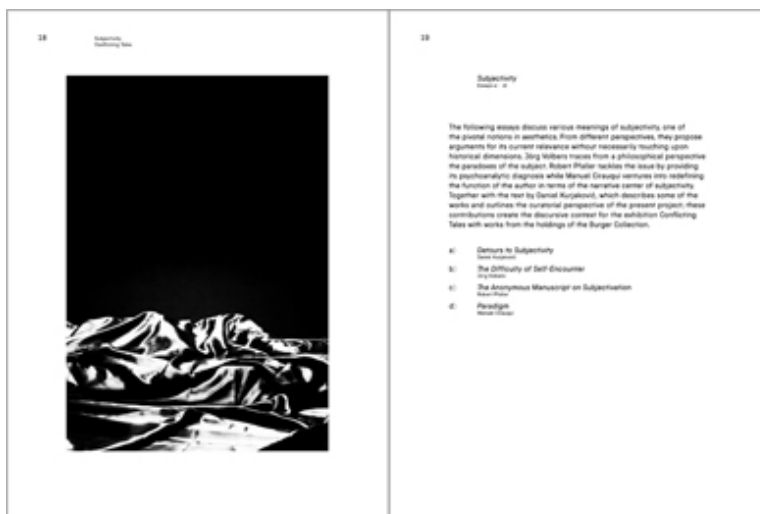 18
Subjectivity
Conflicting Tales
19
Subjectivity
Essays a – d
The following essays discuss various meanings of subjectivity, one of
the pivotal notions in aesthetics. From different perspectives, they propose
arguments for its current relevance without necessarily touching upon
historical dimensions. Jörg Volbers traces from a philosophical perspective
the paradoxes of the subject. Robert Pfaller tackles the issue by providing
its psychoanalytic diagnosis while Manuel Cirauqui ventures into redefining
the function of the author in terms of the narrative center of subjectivity.
Together with the text by Daniel Kurjaković, which describes some of the
works and outlines the curatorial perspective of the present project, these
contributions create the discursive context for the exhibition Conflicting
Tales with works from the holdings of the Burger Collection.
a) Detours to Subjectivity
Daniel Kurjaković
b) The Difficulty of Self-Encounter
Jörg Volbers
c) The Anonymous Manuscript on Subjectivation
Robert Pfaller
d) Paradigm
Manuel Cirauqui